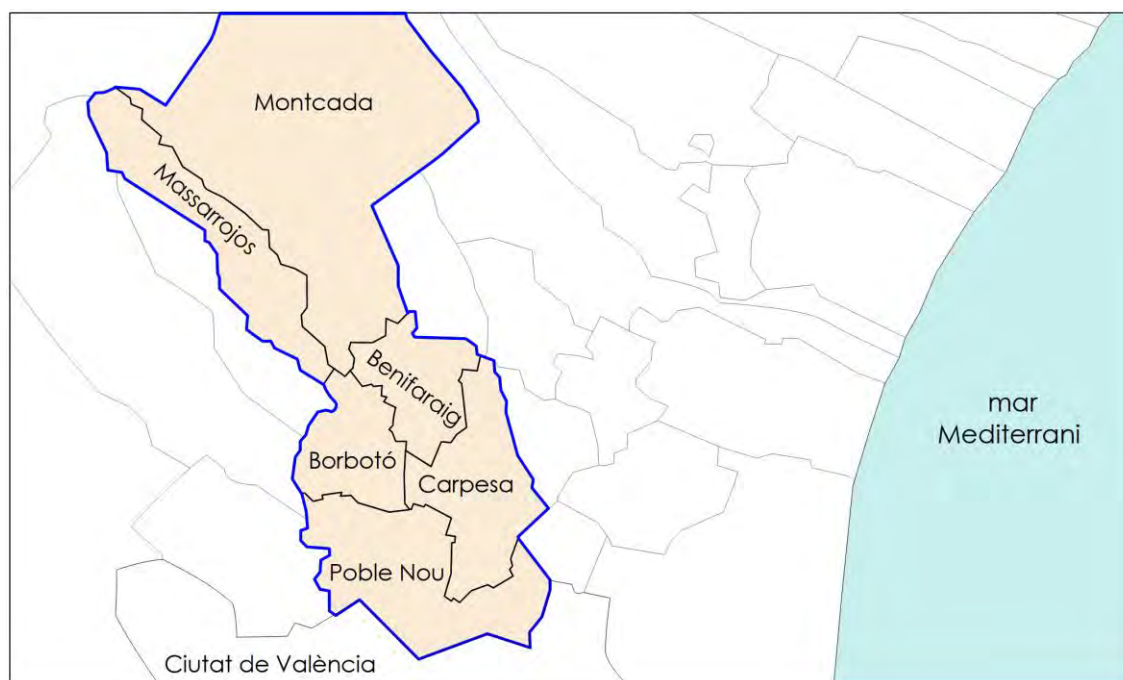 Montcada
Massarrojos
Benifaraig
mar
Mediterrani
Borbotó
Carpesa
Poble Nou
Ciutat de València